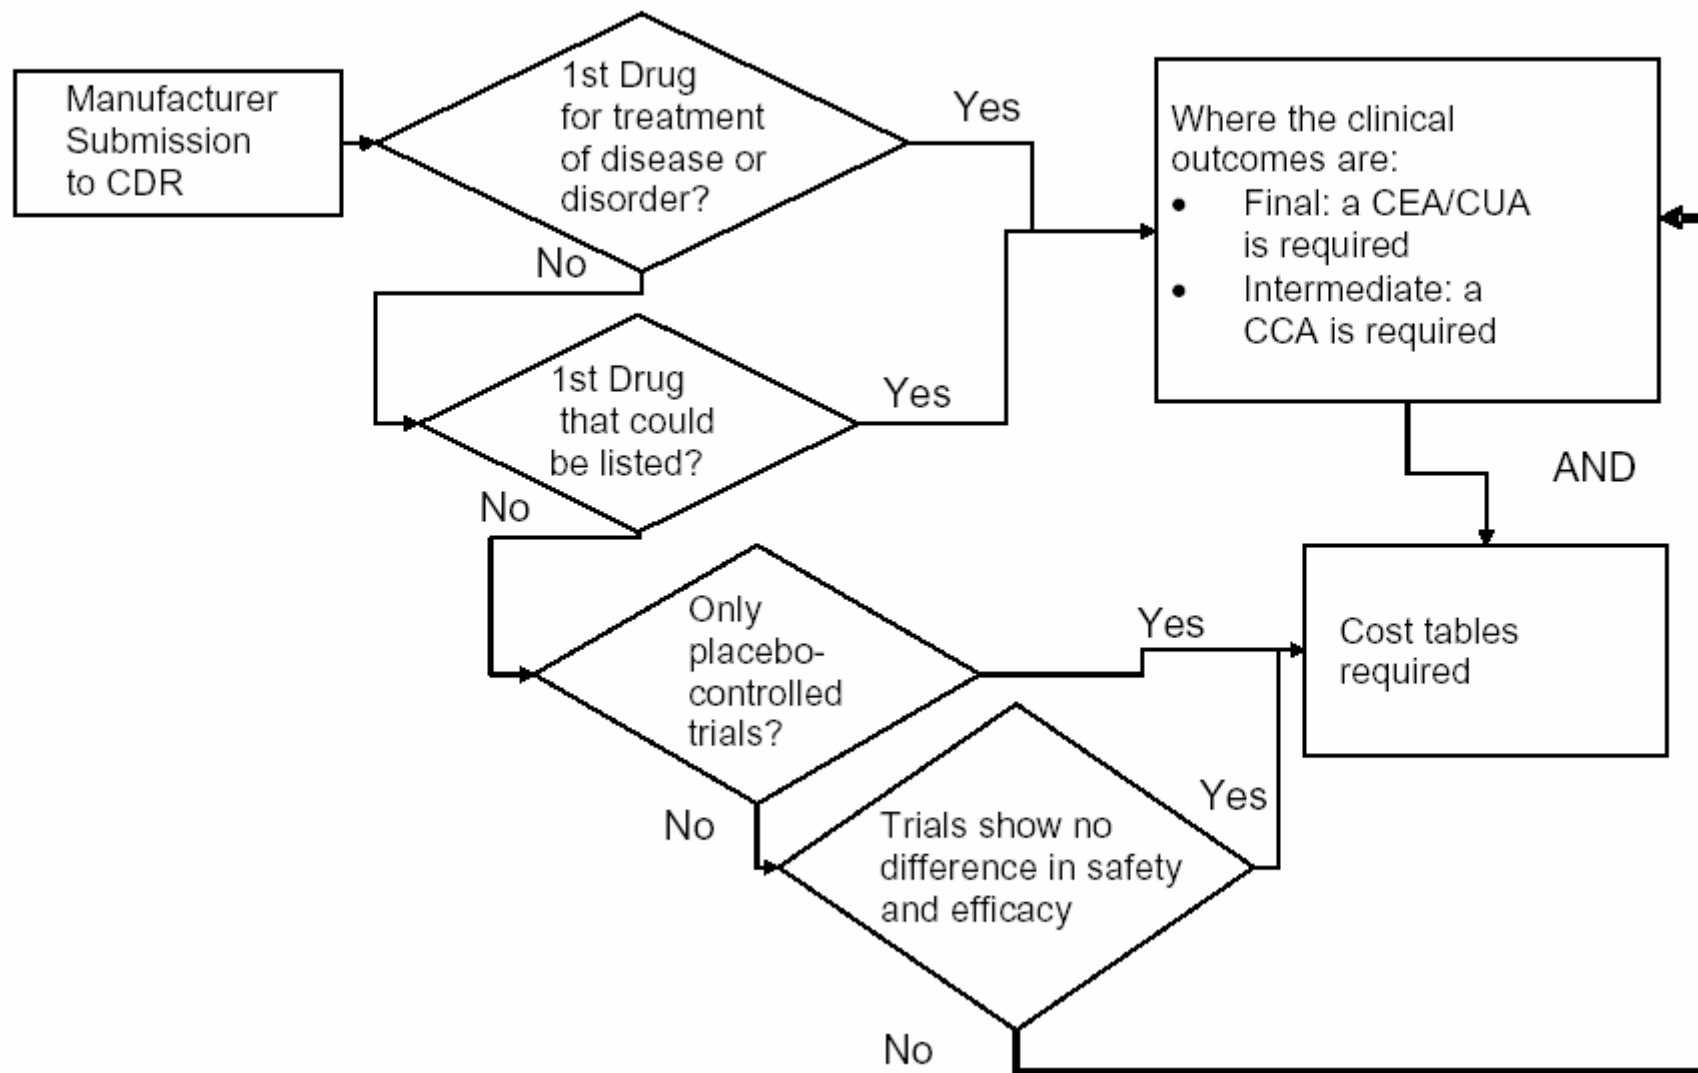 Manufacturer
Submission
to CDR
1st Drug
for treatment
of disease or
disorder?
Yes
No
Where the clinical
outcomes are:
• Final: a CEA/CUA
is required
• Intermediate: a
CCA is required
1st Drug
that could
be listed?
Yes
No
AND
Only
placebo-
controlled
trials?
Yes
No
Cost tables
required
Trials show no
difference in safety
and efficacy
Yes
No